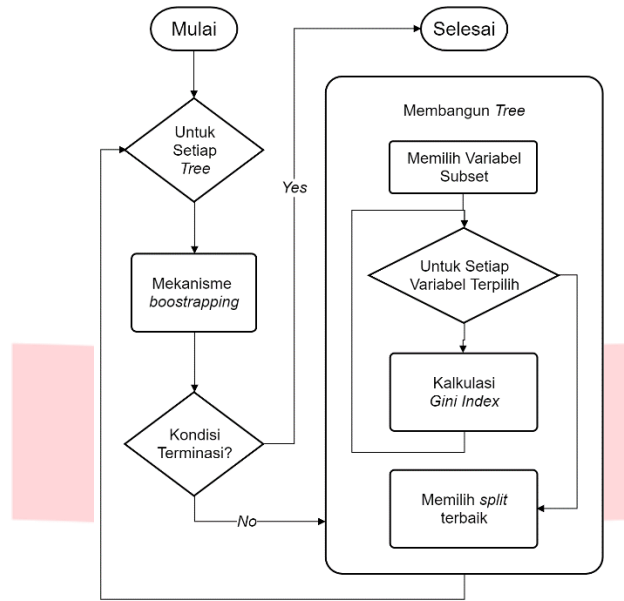 Mulai
Selesai
Untuk
Setiap
Tree
Yes
Mekanisme
boostrapping
Kondisi
Terminasi?
No
Membangun Tree
Memilih Variabel
Subset
Untuk Setiap
Variabel Terpilih
Kalkulasi
Gini Index
Memilih split
terbaik